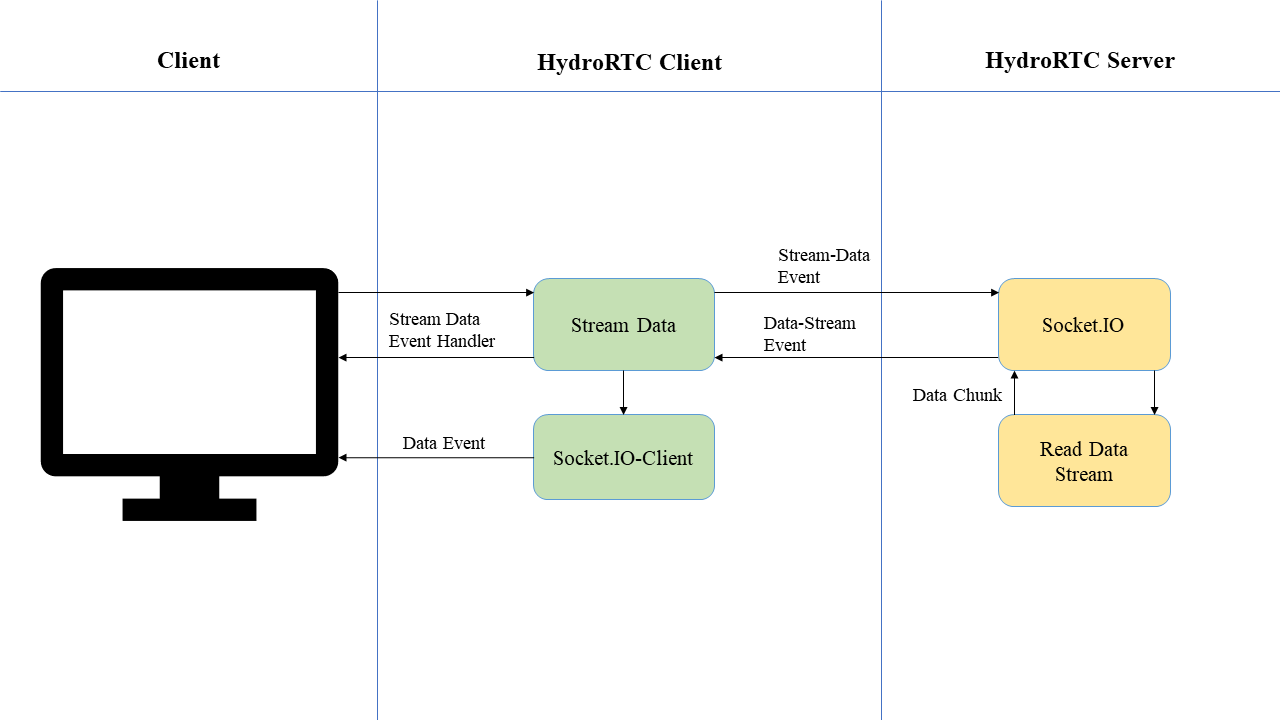 Client
HydroRTC Client
HydroRTC Server
Stream-Data
Event
Stream Data
Event Handler
Stream Data
Data-Stream
Event
Socket.IO
Data Chunk
Data Event
Socket.IO-Client
Read Data
Stream